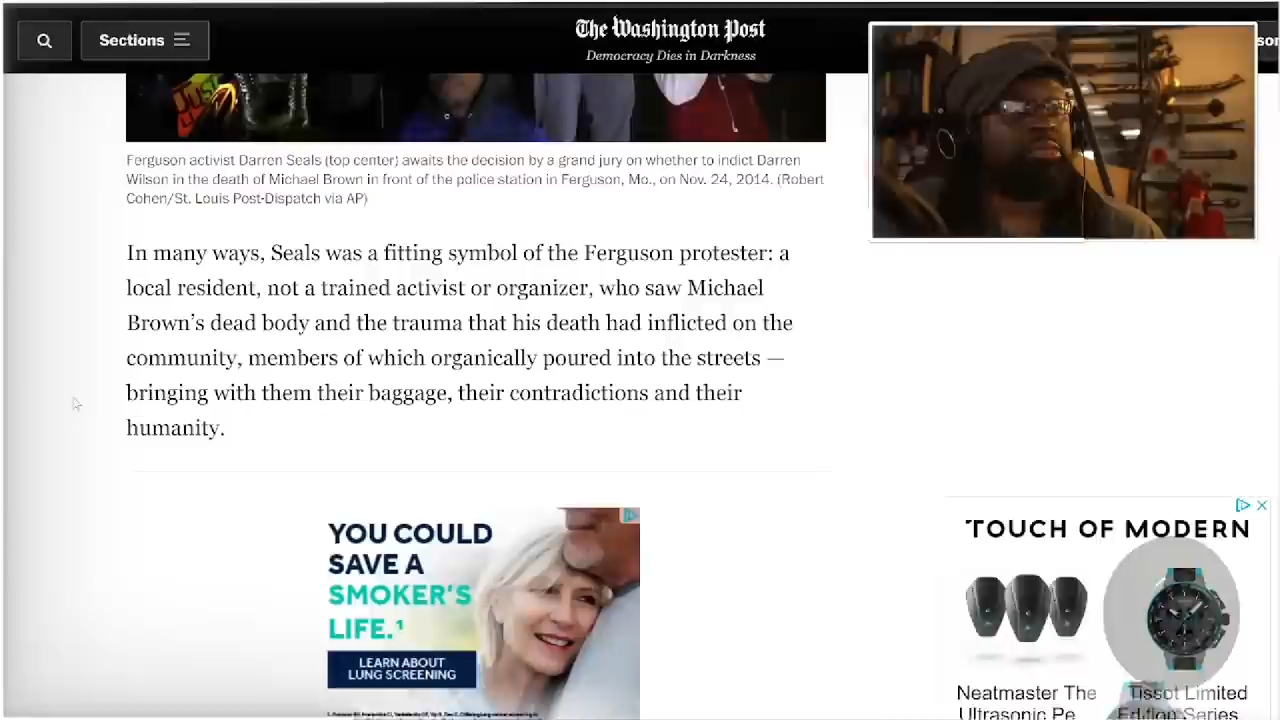 Sections
The Washington Post
Democracy Dies in Darkness
Ferguson activist Darren Seals (top center) awaits the decision by a grand jury on whether to indict Darren
Wilson in the death of Michael Brown in front of the police station in Ferguson, Mo., on Nov. 24, 2014. (Robert
Cohen/St. Louis Post-Dispatch via AP)
In many ways, Seals was a fitting symbol of the Ferguson protester: a
local resident, not a trained activist or organizer, who saw Michael
Brown's dead body and the trauma that his death had inflicted on the
community, members of which organically poured into the streets —
bringing with them their baggage, their contradictions and their
humanity.
YOU COULD
SAVE A
SMOKER'S
LIFE.¹
LEARN ABOUT
LUNG SCREENING
TOUCH OF MODERN
Neatmaster The
Ultrasonic Pe
Tissot Limited
Edition Series